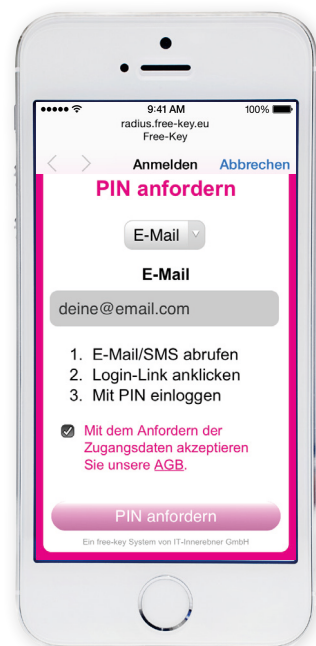 9:41 AM 100%
radius.free-key.eu
Free-Key
Anmelden Abbrechen
PIN anfordern
E-Mail
E-Mail
deine@email.com
1. E-Mail/SMS abrufen
2. Login-Link anklicken
3. Mit PIN einloggen
Mit dem Anfordern der
Zugangsdaten akzeptieren
Sie unsere AGB.
PIN anfordern
Ein free-key System von IT-Innerebner GmbH